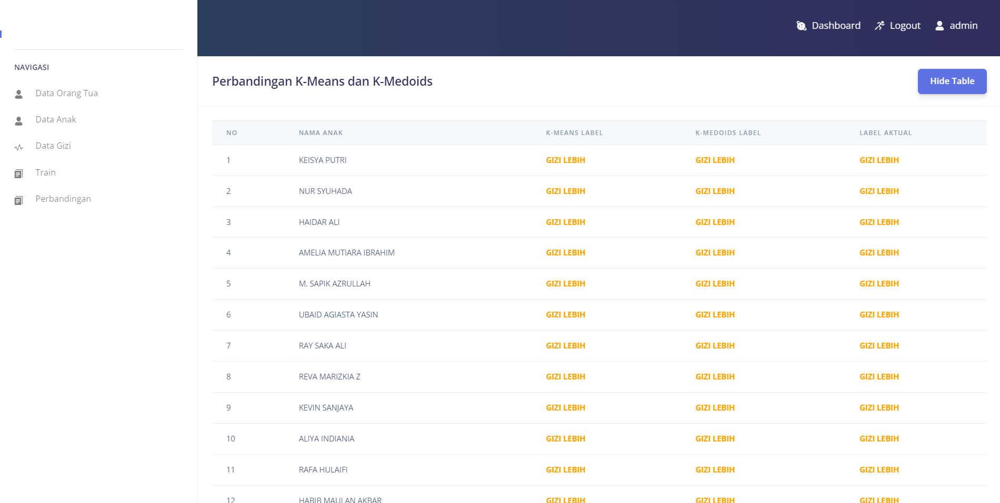 Dashboard Logout admin
NAVIGASI
Data Orang Tua
Data Anak
Data Gizi
Train
Perbandingan
Perbandingan K-Means dan K-Medoids
Hide Table
NO NAMA ANAK K-MEANS LABEL K-MEDOIDS LABEL LABEL AKTUAL
1 KEISYA PUTRI GIZI LEBIH GIZI LEBIH GIZI LEBIH
2 NUR SYUHADA GIZI LEBIH GIZI LEBIH GIZI LEBIH
3 HAIDAR ALI GIZI LEBIH GIZI LEBIH GIZI LEBIH
4 AMELIA MUTIARA IBRAHIM GIZI LEBIH GIZI LEBIH GIZI LEBIH
5 M. SAPIK AZRULLAH GIZI LEBIH GIZI LEBIH GIZI LEBIH
6 UBAID AGIASTA YASIN GIZI LEBIH GIZI LEBIH GIZI LEBIH
7 RAY SAKA ALI GIZI LEBIH GIZI LEBIH GIZI LEBIH
8 REVA MARIZKIA Z GIZI LEBIH GIZI LEBIH GIZI LEBIH
9 KEVIN SANJAYA GIZI LEBIH GIZI LEBIH GIZI LEBIH
10 ALIYA INDIANIA GIZI LEBIH GIZI LEBIH GIZI LEBIH
11 RAFA HULAIFI GIZI LEBIH GIZI LEBIH GIZI LEBIH
12 HABIB MAULAN AKBAR GIZI LEBIH GIZI LEBIH GIZI LEBIH